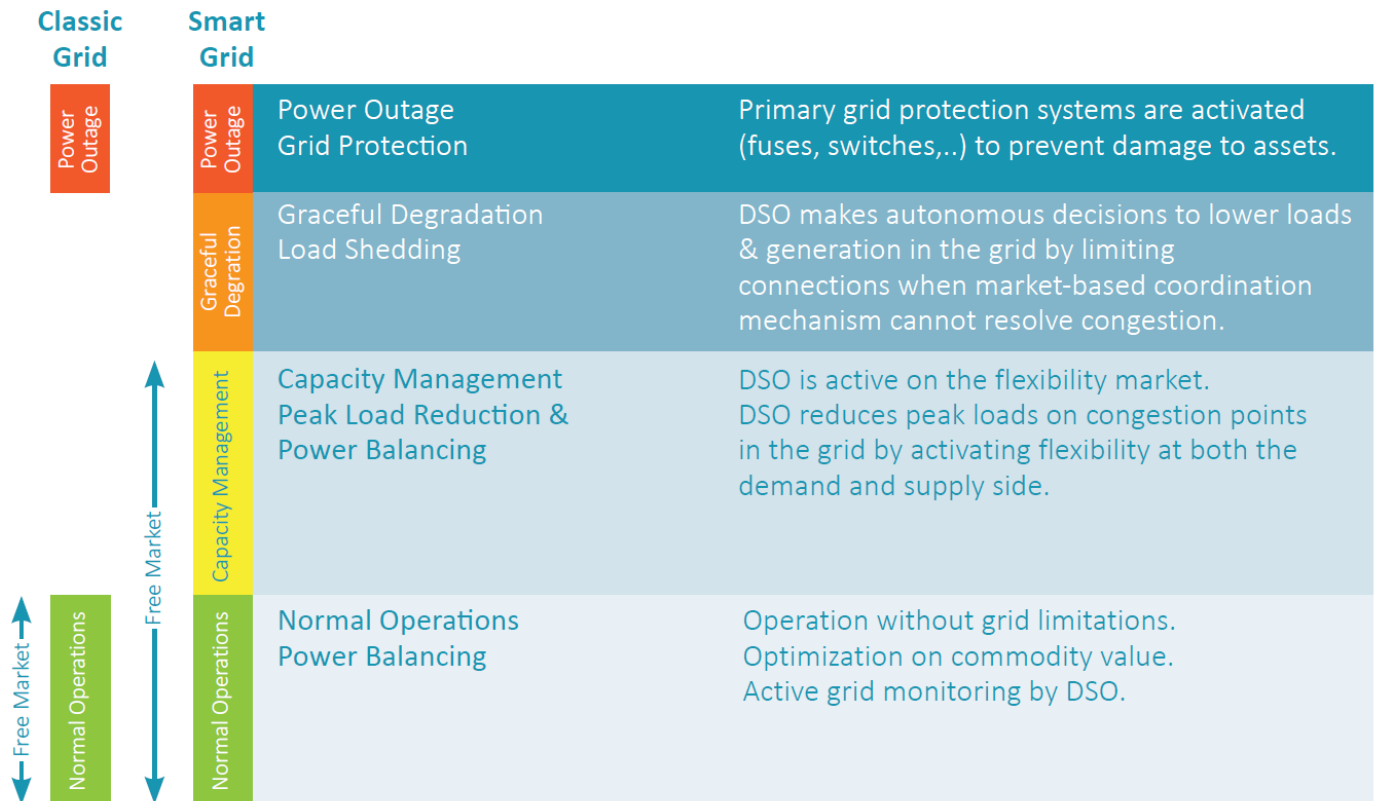 Classic
Grid
Smart
Grid
Power
Outage
Power
Outage
Power Outage
Grid Protection
Primary grid protection systems are activated
(fuses, switches,..) to prevent damage to assets.
Graceful
Degration
Graceful Degradation
Load Shedding
DSO makes autonomous decisions to lower loads
& generation in the grid by limiting
connections when market-based coordination
mechanism cannot resolve congestion.
Free Market
Capacity Management
Capacity Management
Peak Load Reduction &
Power Balancing
DSO is active on the flexibility market.
DSO reduces peak loads on congestion points
in the grid by activating flexibility at both the
demand and supply side.
Free Market
Normal Operations
Normal Operations
Normal Operations
Power Balancing
Operation without grid limitations.
Optimization on commodity value.
Active grid monitoring by DSO.